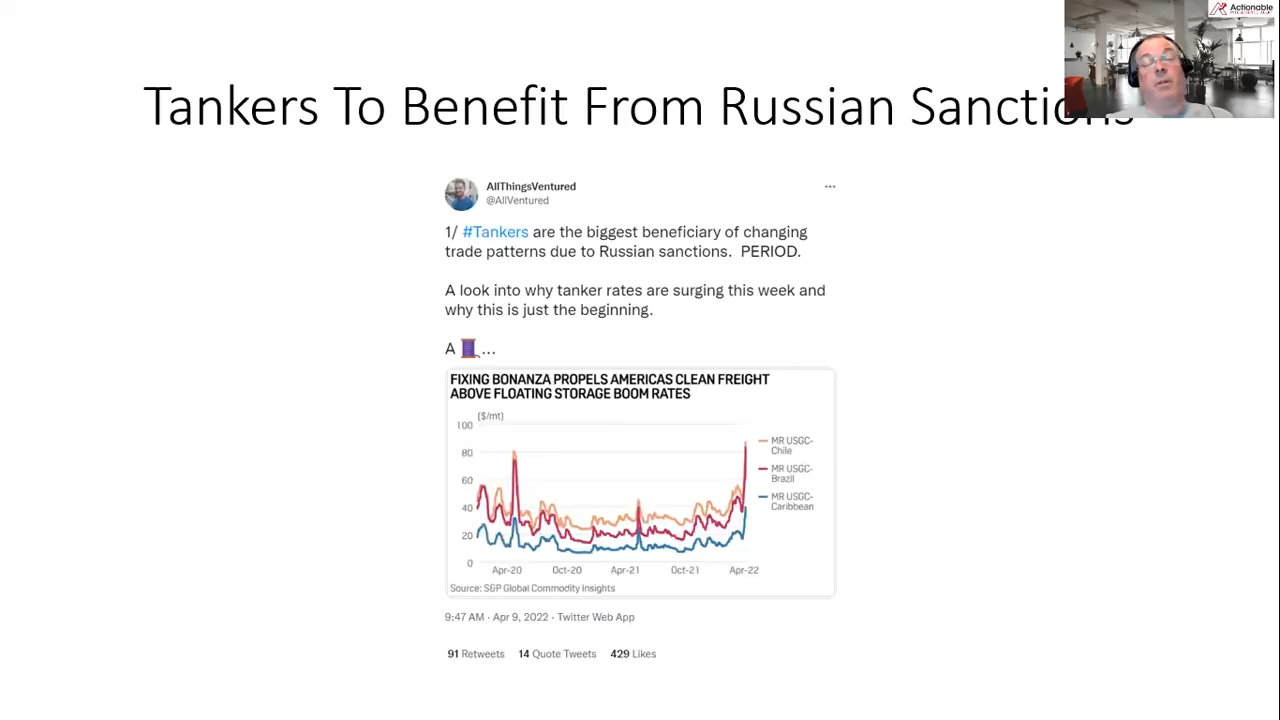 Actionable
Tankers To Benefit From Russian Sanctions
AllThingsVentured
@AllVentured
1/ #Tankers are the biggest beneficiary of changing
trade patterns due to Russian sanctions.  PERIOD.
A look into why tanker rates are surging this week and
why this is just the beginning.
A 🧵...
FIXING BONANZA PROPELS AMERICAS CLEAN FREIGHT
ABOVE FLOATING STORAGE BOOM RATES
($/mt)
100
80
60
40
20
0
Apr-20
Oct-20
Apr-21
Oct-21
Apr-22
MR USGC-
Chile
MR USGC-
Brazil
MR USGC-
Caribbean
Source: S&P Global Commodity Insights
9:47 AM · Apr 9, 2022 · Twitter Web App
91 Retweets 14 Quote Tweets 429 Likes